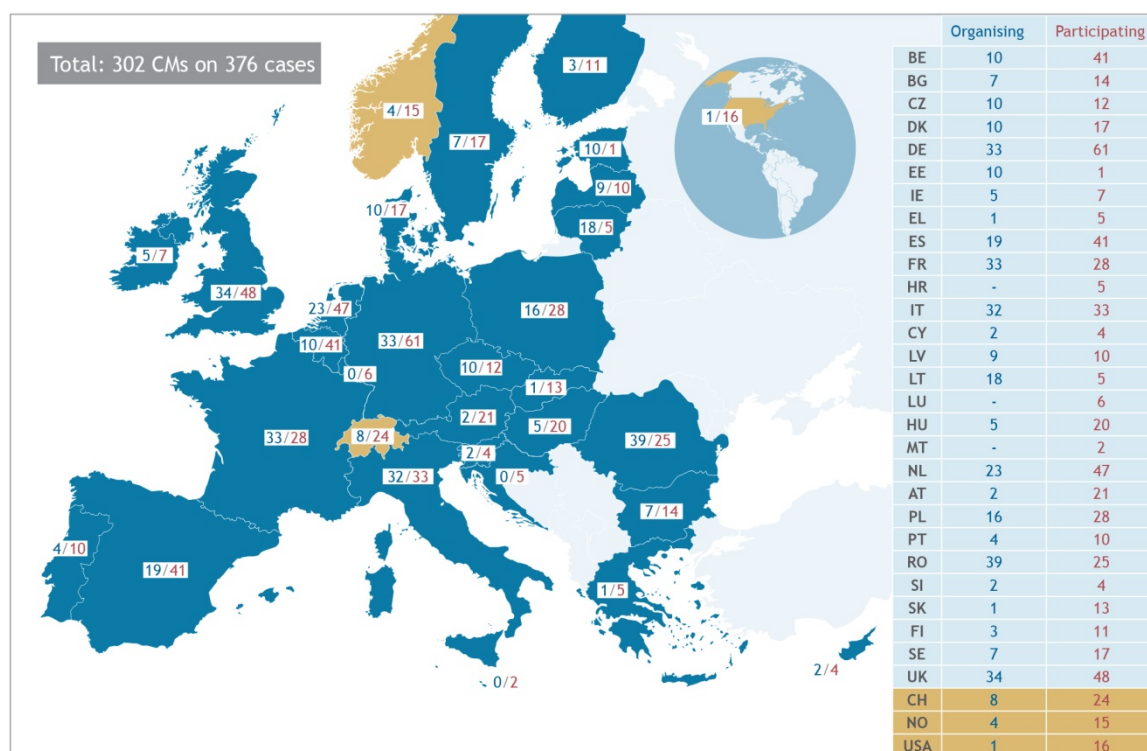 Total: 302 CMs on 376 cases
3/11
4/15
1/16
7/17
10/1
9/10
10/17
18/5
5/7
34/48
23/47
16/28
10/41
33/61
10/12
0/6
1/13
2/21
33/28
8/24
5/20
39/25
2/4
32/33
0/5
7/14
4/10
19/41
1/5
2/4
0/2
Organising Participating
BE 10 41
BG 7 14
CZ 10 12
DK 10 17
DE 33 61
EE 10 1
IE 5 7
EL 1 5
ES 19 41
FR 33 28
HR - 5
IT 32 33
CY 2 4
LV 9 10
LT 18 5
LU - 6
HU 5 20
MT - 2
NL 23 47
AT 2 21
PL 16 28
PT 4 10
RO 39 25
SI 2 4
SK 1 13
FI 3 11
SE 7 17
UK 34 48
CH 8 24
NO 4 15
USA 1 16